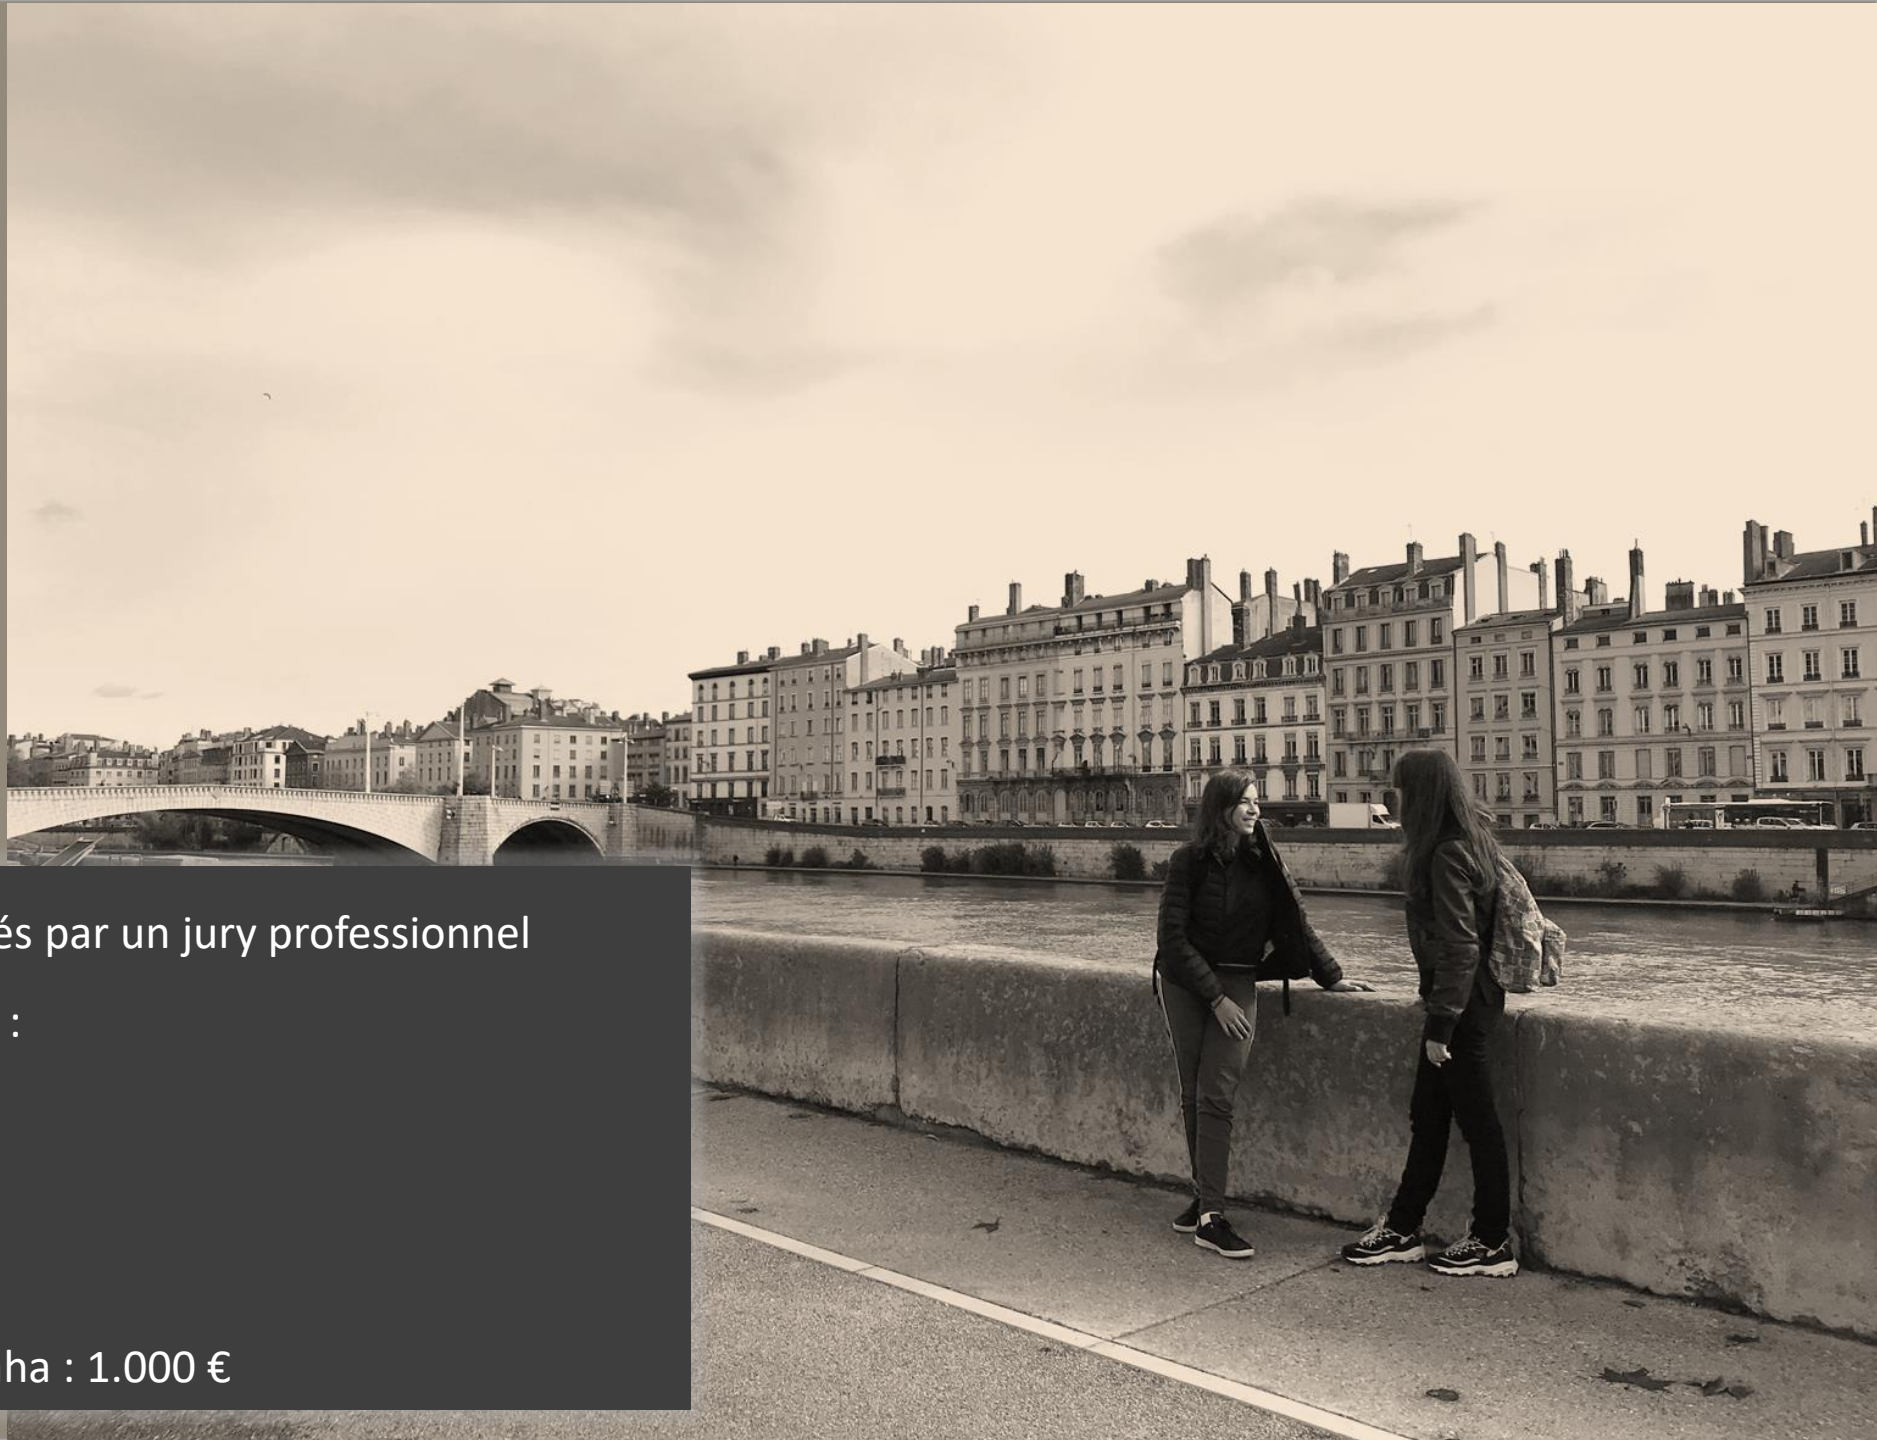 és par un jury professionnel
:
ha : 1.000 €